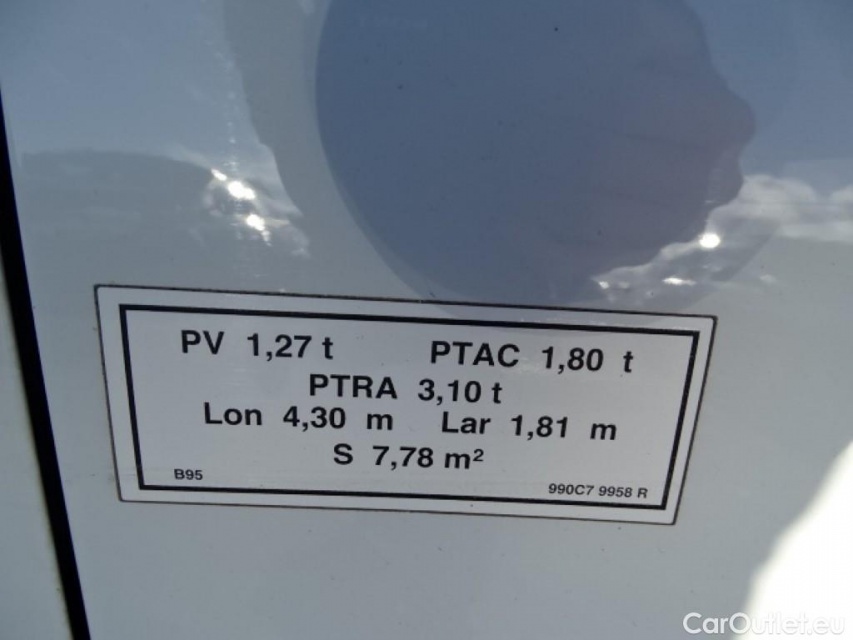 PV 1,27 t PTAC 1,80 t
PTRA 3,10 t
Lon 4,30 m Lar 1,81 m
S 7,78 m²
B95 990C7 9958 R
CarOutlet.eu